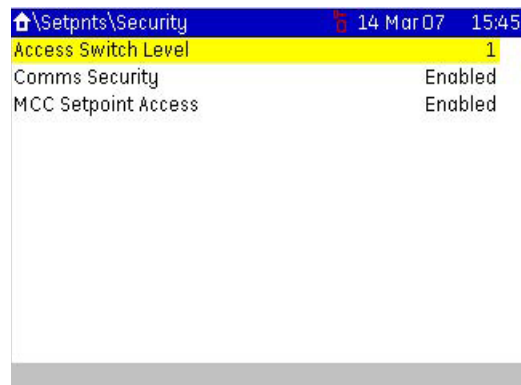 \Setpnts\Security 14 Mar 07 15:45
Access Switch Level 1
Comms Security Enabled
MCC Setpoint Access Enabled